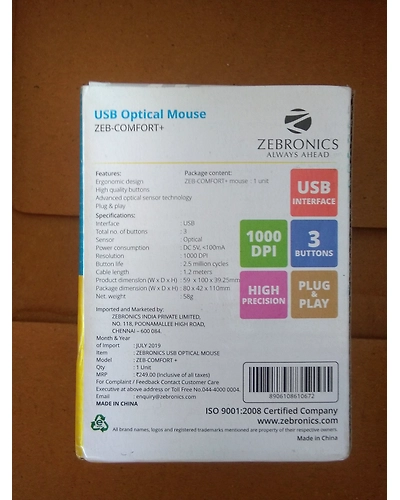 USB Optical Mouse
ZEB-COMFORT+
ZEBRONICS
ALWAYS AHEAD
Features:
Ergonomic design
High quality buttons
Advanced optical sensor technology
Plug & play
Package content:
ZEB-COMFORT+ mouse : 1 unit
Specifications:
Interface : USB
Total no. of buttons : 3
Sensor : Optical
Power consumption : DC 5V, <100mA
Resolution : 1000 DPI
Button life : 2.5 million cycles
Cable length : 1.2 meters
Product dimension (W x D x H) : 59 x 100 x 39.25mm
Package dimension (W x D x H) : 80 x 42 x 110mm
Net. weight : 58g
USB
INTERFACE
1000
DPI
3
BUTTONS
HIGH
PRECISION
PLUG
&
PLAY
Imported and Marketed by:
ZEBRONICS INDIA PRIVATE LIMITED,
NO. 118, POONAMALLEE HIGH ROAD,
CHENNAI – 600 084.
Month & Year
of Import : JULY 2019
Item : ZEBRONICS USB OPTICAL MOUSE
Model : ZEB-COMFORT +
Qty : 1 Unit
MRP : ₹249.00 (Inclusive of all taxes)
For Complaint / Feedback Contact Customer Care
Executive at above address or Toll Free No.044-4000 0004.
Email : enquiry@zebronics.com
MADE IN CHINA
8906108610672
ISO 9001:2008 Certified Company
www.zebronics.com
All brand names, logos and registered trademarks mentioned are property of their respective owners.
Made in China